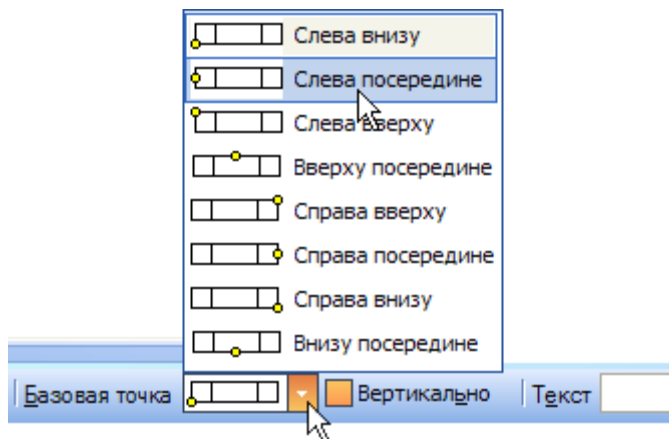 Слева внизу
Слева посередине
Слева вверху
Вверху посередине
Справа вверху
Справа посередине
Справа внизу
Внизу посередине
Базовая точка Вертикально Текст